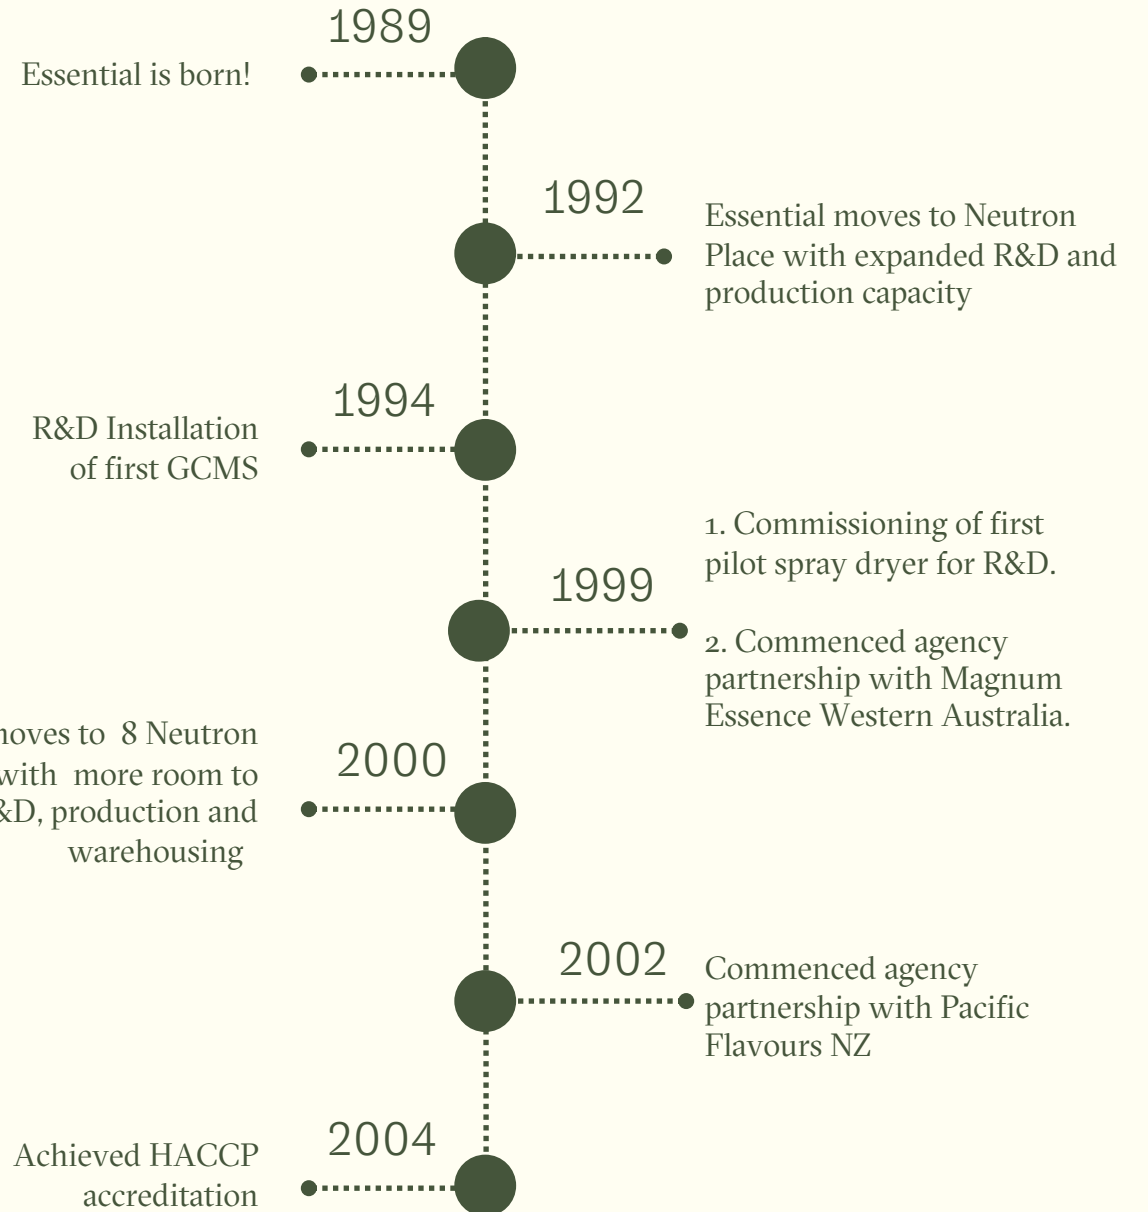 1989
Essential is born!
1992
Essential moves to Neutron
Place with expanded R&D and
production capacity
1994
R&D Installation
of first GCMS
1999
1. Commissioning of first
pilot spray dryer for R&D.
2. Commenced agency
partnership with Magnum
Essence Western Australia.
2000
to 8 Neutron
with more room to
production and
warehousing
2002
Commenced agency
partnership with Pacific
Flavours NZ
2004
Achieved HACCP
accreditation